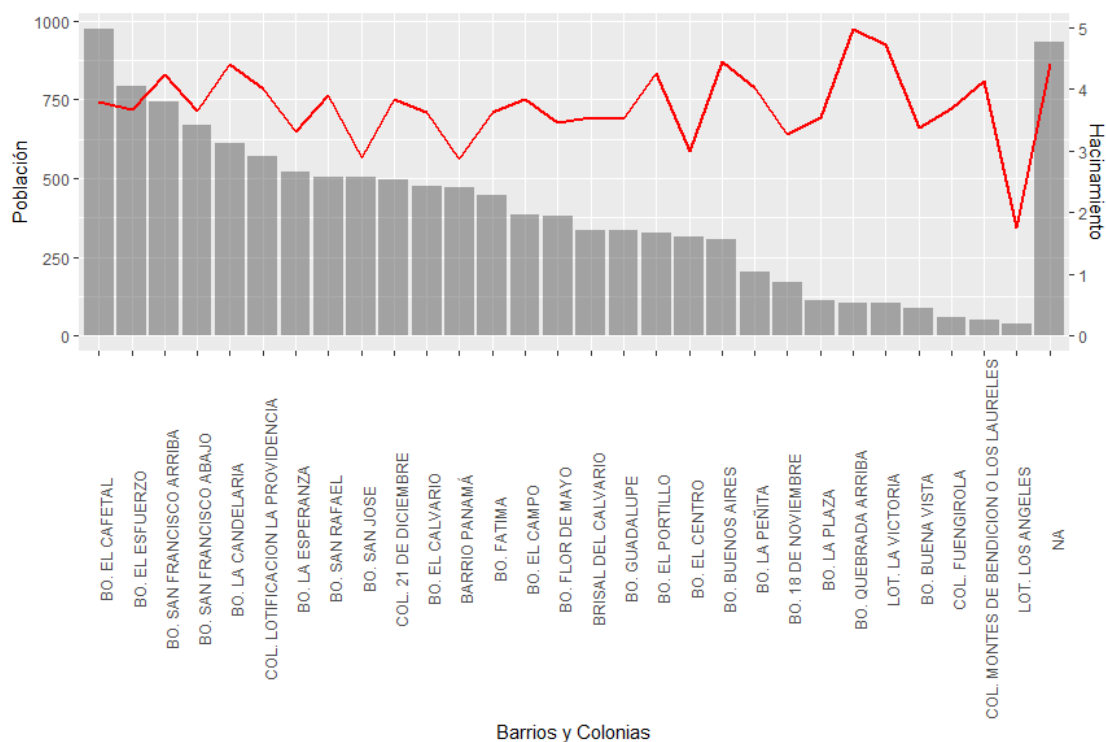 1000
750
500
250
0
Población
5
4
3
2
1
0
Hacinamiento
BO. EL CAFETAL
BO. EL ESFUERZO
BO. SAN FRANCISCO ARRIBA
BO. SAN FRANCISCO ABAJO
BO. LA CANDELARIA
COL. LOTIFICACION LA PROVIDENCIA
BO. LA ESPERANZA
BO. SAN RAFAEL
BO. SAN JOSE
COL. 21 DE DICIEMBRE
BO. EL CALVARIO
BARRIO PANAMÁ
BO. FATIMA
BO. EL CAMPO
BO. FLOR DE MAYO
BRISAL DEL CALVARIO
BO. GUADALUPE
BO. EL PORTILLO
BO. EL CENTRO
BO. BUENOS AIRES
BO. LA PEÑITA
BO. 18 DE NOVIEMBRE
BO. LA PLAZA
BO. QUEBRADA ARRIBA
LOT. LA VICTORIA
BO. BUENA VISTA
COL. FUENGIROLA
COL. MONTES DE BENDICION O LOS LAURELES
LOT. LOS ANGELES
NA
Barrios y Colonias